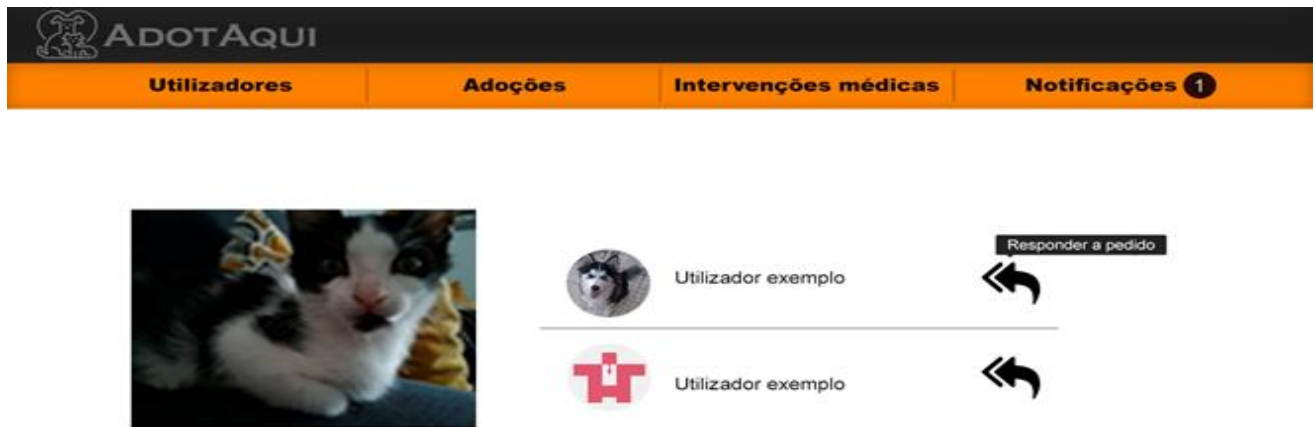 ADOTAQUI
Utilizadores Adoções Intervenções médicas Notificações 1
Responder a pedido
Utilizador exemplo
Utilizador exemplo